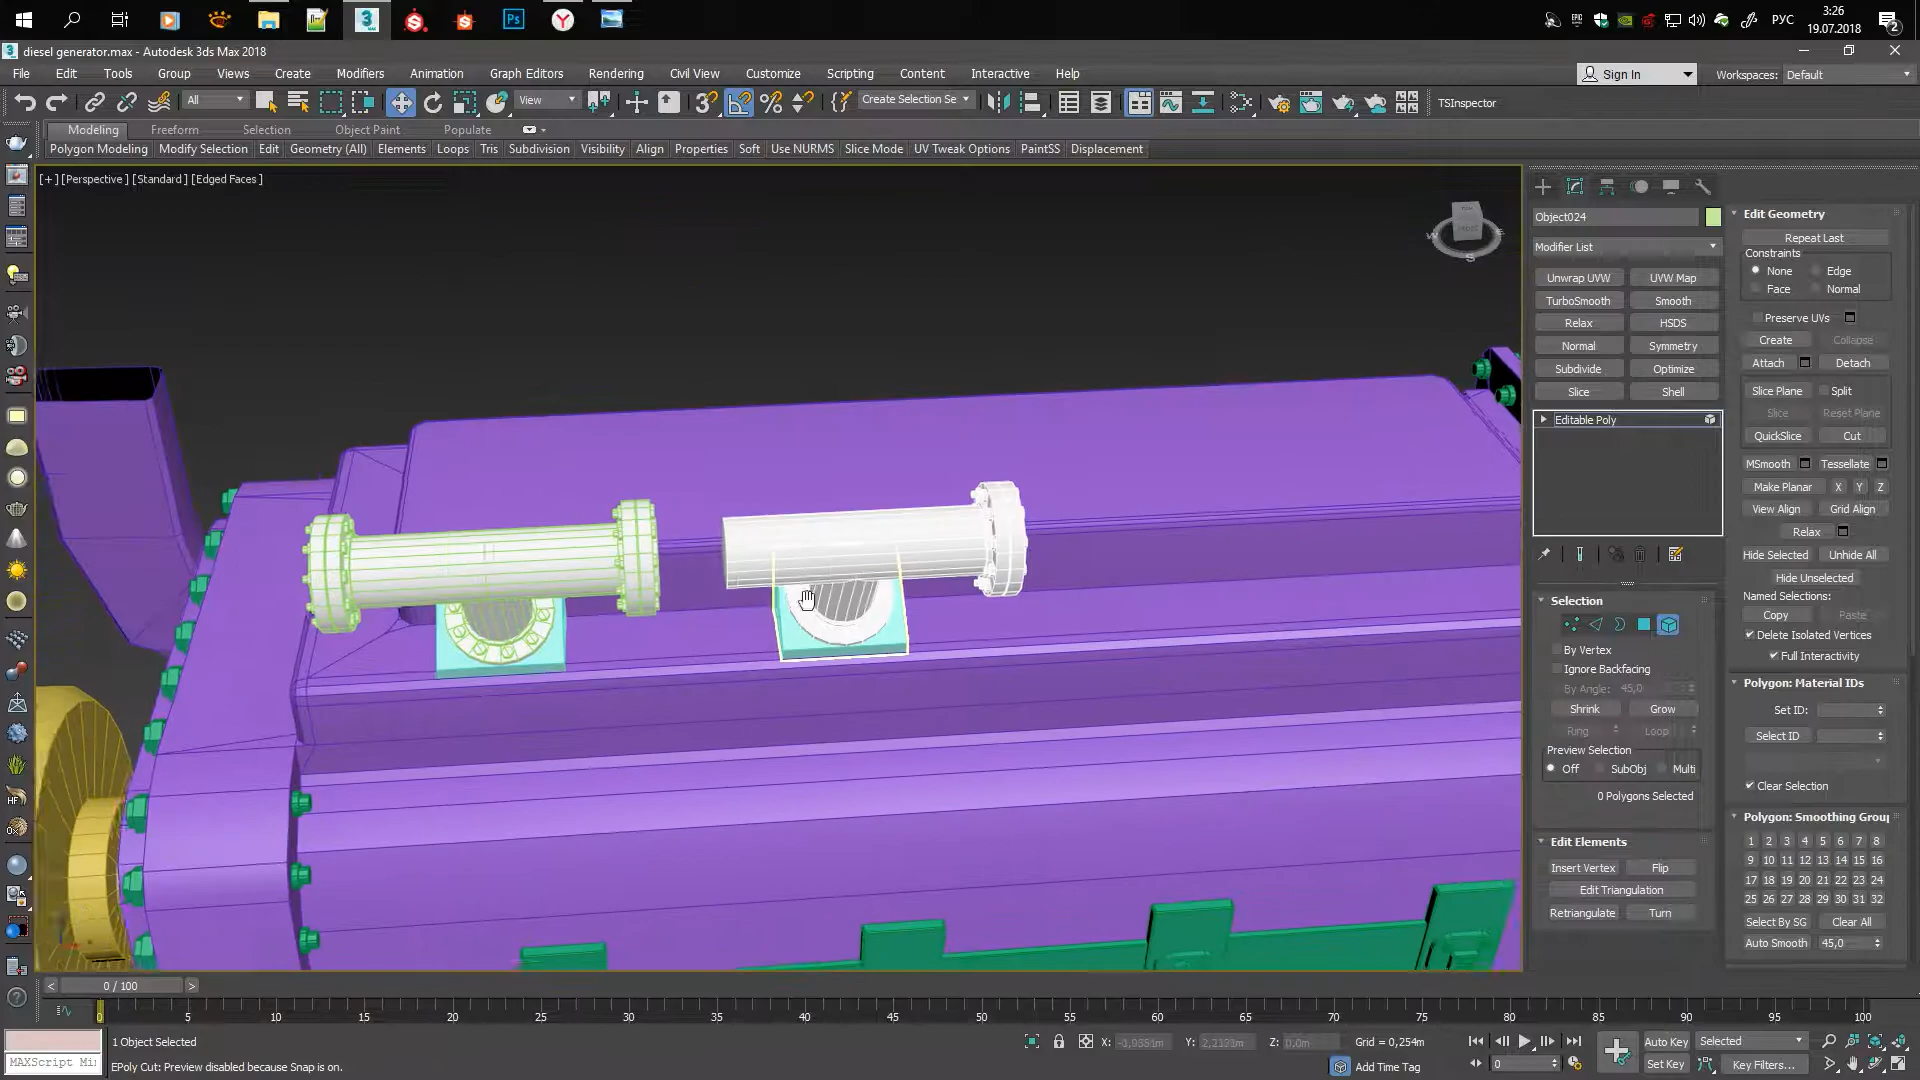 РУС
3:26
19.07.2018
2
diesel generator.max - Autodesk 3ds Max 2018
File Edit Tools Group Views Create Modifiers Animation Graph Editors Rendering Civil View Customize Scripting Content Interactive Help
Sign In
Workspaces: Default
All
View
Create Selection Se
TSInspector
Modeling Freeform Selection Object Paint Populate
Polygon Modeling Modify Selection Edit Geometry (All) Elements Loops Tris Subdivision Visibility Align Properties Soft Use NURMS Slice Mode UV Tweak Options PaintSS Displacement
[+] [Perspective ] [Standard ] [Edged Faces ]
Object024
Modifier List
Unwrap UVW UVW Map
TurboSmooth Smooth
Relax HSDS
Normal Symmetry
Subdivide Optimize
Slice Shell
Editable Poly
Selection
By Vertex
Ignore Backfacing
By Angle: 45,0
Shrink Grow
Ring Loop
Preview Selection
Off SubObj Multi
0 Polygons Selected
Edit Elements
Insert Vertex Flip
Edit Triangulation
Retriangulate Turn
Edit Geometry
Repeat Last
Constraints
None Edge
Face Normal
Preserve UVs
Create Collapse
Attach Detach
Slice Plane Split
Slice Reset Plane
QuickSlice Cut
MSmooth Tessellate
Make Planar X Y Z
View Align Grid Align
Relax
Hide Selected Unhide All
Hide Unselected
Named Selections:
Copy Paste
Delete Isolated Vertices
Full Interactivity
Polygon: Material IDs
Set ID:
Select ID
Clear Selection
Polygon: Smoothing Group
1 2 3 4 5 6 7 8
9 10 11 12 13 14 15 16
17 18 19 20 21 22 23 24
25 26 27 28 29 30 31 32
Select By SG Clear All
Auto Smooth 45,0
< 0 / 100 >
0 5 10 15 20 25 30 35 40 45 50 55 60 65 70 75 80 85 90 95 100
1 Object Selected
X: Y: Z: 0,0m
Grid = 0,254m
Auto Key Selected
MAXScript Mi
EPoly Cut: Preview disabled because Snap is on.
Add Time Tag
0
Set Key Key Filters...